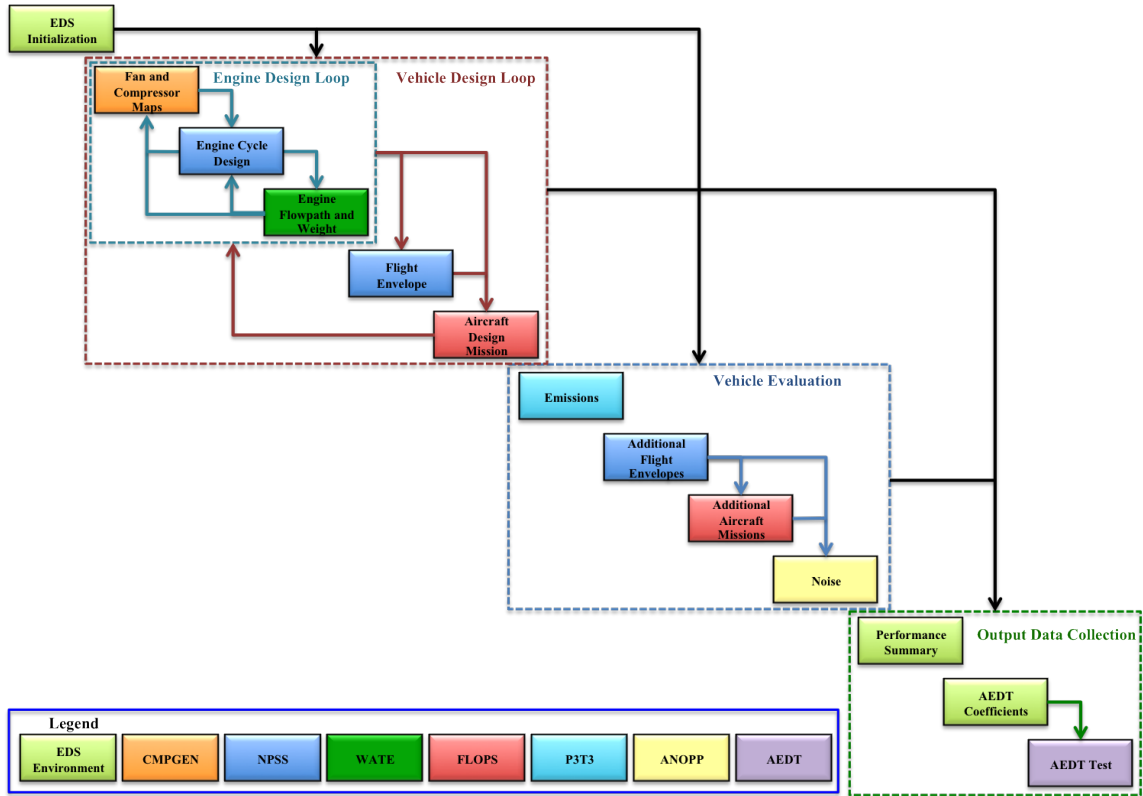 EDS
Initialization
Engine Design Loop
Vehicle Design Loop
Fan and
Compressor
Maps
Engine Cycle
Design
Engine
Flowpath and
Weight
Flight
Envelope
Aircraft
Design
Mission
Vehicle Evaluation
Emissions
Additional
Flight
Envelopes
Additional
Aircraft
Missions
Noise
Output Data Collection
Performance
Summary
AEDT
Coefficients
AEDT Test
Legend
EDS
Environment
CMPGEN
NPSS
WATE
FLOPS
P3T3
ANOPP
AEDT